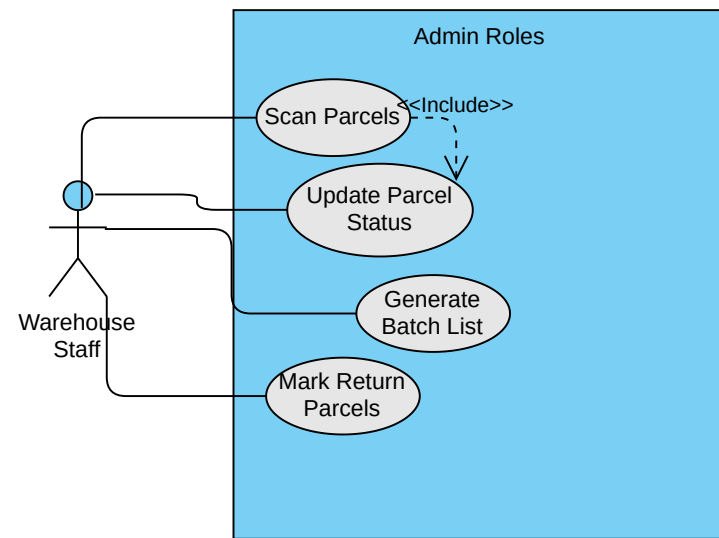 Admin Roles
<<Include>>
Scan Parcels
Update Parcel
Status
Generate
Batch List
Warehouse
Staff
Mark Return
Parcels